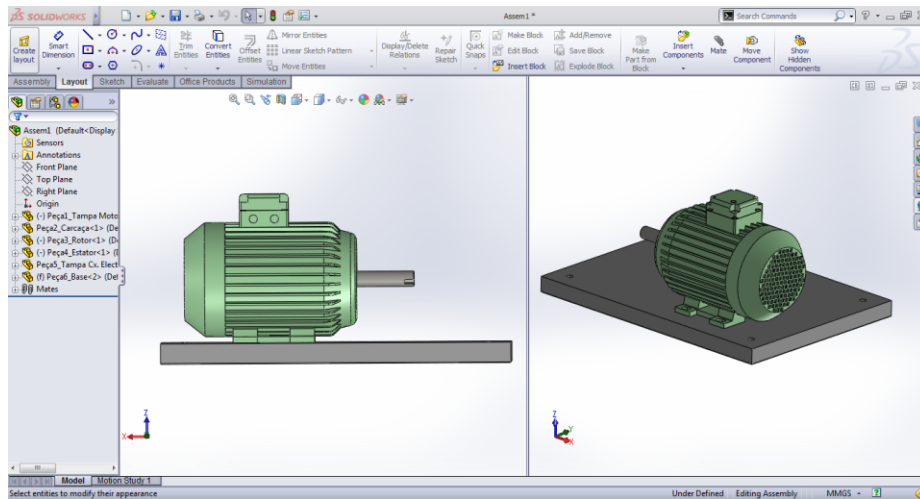 SOLIDWORKS
Assem1 *
Search Commands
Create layout
Smart Dimension
Trim Entities
Convert Entities
Offset Entities
Mirror Entities
Linear Sketch Pattern
Move Entities
Display/Delete Relations
Repair Sketch
Quick Snaps
Make Block
Edit Block
Insert Block
Add/Remove
Save Block
Explode Block
Make Part from Block
Insert Components
Mate
Move Component
Show Hidden Components
Assembly Layout Sketch Evaluate Office Products Simulation
Assem1 (Default<Display
Sensors
Annotations
Front Plane
Top Plane
Right Plane
Origin
(-) Peça1_Tampa Moto
Peça2_Carcaça<1> (De
(-) Peça3_Rotor<1> (D
(-) Peça4_Estator<1> (
Peça5_Tampa Cx. Elect
(f) Peça6_Base<2> (Def
Mates
Z
X
Z
Y
X
Model Motion Study 1
Select entities to modify their appearance
Under Defined Editing Assembly MMGS